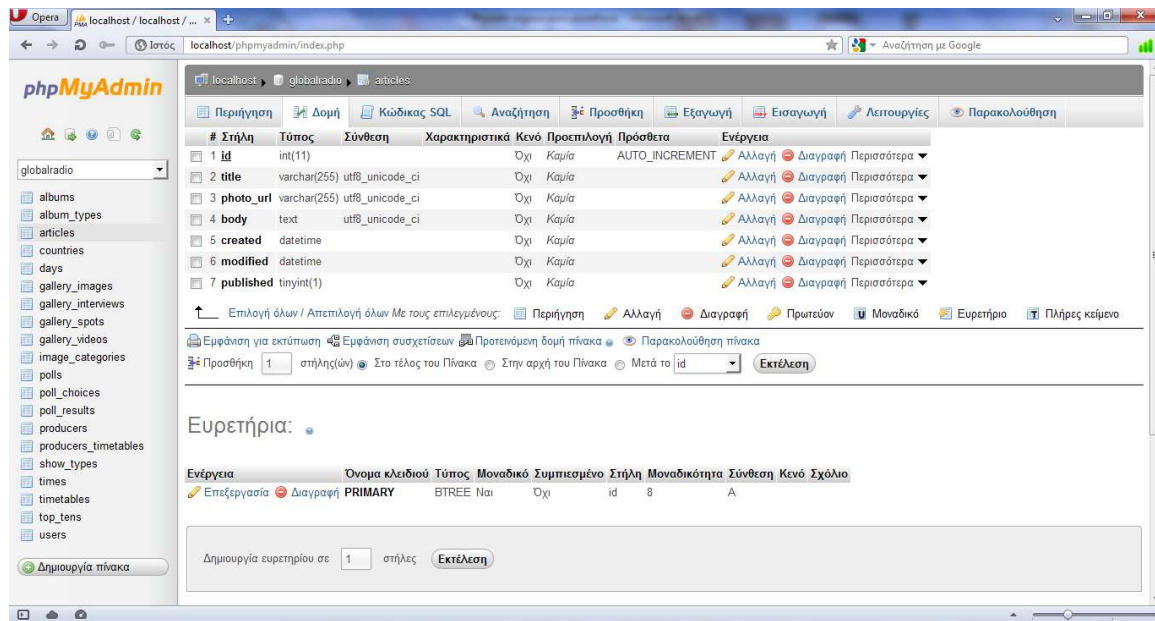 Opera
localhost / localhost / ...
Ιστός
localhost/phpmyadmin/index.php
Αναζήτηση με Google
phpMyAdmin
globalradio
albums
album_types
articles
countries
days
gallery_images
gallery_interviews
gallery_spots
gallery_videos
image_categories
polls
poll_choices
poll_results
producers
producers_timetables
show_types
times
timetables
top_tens
users
Δημιουργία πίνακα
localhost globalradio articles
Περιήγηση Δομή Κώδικας SQL Αναζήτηση Προσθήκη Εξαγωγή Εισαγωγή Λειτουργίες Παρακολούθηση
# Στήλη Τύπος Σύνθεση Χαρακτηριστικά Κενό Προεπιλογή Πρόσθετα Ενέργεια
1 id int(11) Όχι Καμία AUTO_INCREMENT Αλλαγή Διαγραφή Περισσότερα
2 title varchar(255) utf8_unicode_ci Όχι Καμία Αλλαγή Διαγραφή Περισσότερα
3 photo_url varchar(255) utf8_unicode_ci Όχι Καμία Αλλαγή Διαγραφή Περισσότερα
4 body text utf8_unicode_ci Όχι Καμία Αλλαγή Διαγραφή Περισσότερα
5 created datetime Όχι Καμία Αλλαγή Διαγραφή Περισσότερα
6 modified datetime Όχι Καμία Αλλαγή Διαγραφή Περισσότερα
7 published tinyint(1) Όχι Καμία Αλλαγή Διαγραφή Περισσότερα
Επιλογή όλων / Απεπιλογή όλων Με τους επιλεγμένους: Περιήγηση Αλλαγή Διαγραφή Πρωτεύον U Μοναδικό Ευρετήριο T Πλήρες κείμενο
Εμφάνιση για εκτύπωση Εμφάνιση συσχετίσεων Προτεινόμενη δομή πίνακα Παρακολούθηση πίνακα
Προσθήκη 1 στήλης(ών) Στο τέλος του Πίνακα Στην αρχή του Πίνακα Μετά το id Εκτέλεση
Ευρετήρια:
Ενέργεια Όνομα κλειδιού Τύπος Μοναδικό Συμπιεσμένο Στήλη Μοναδικότητα Σύνθεση Κενό Σχόλιο
Επεξεργασία Διαγραφή PRIMARY BTREE Ναι Όχι id 8 A
Δημιουργία ευρετηρίου σε 1 στήλες Εκτέλεση